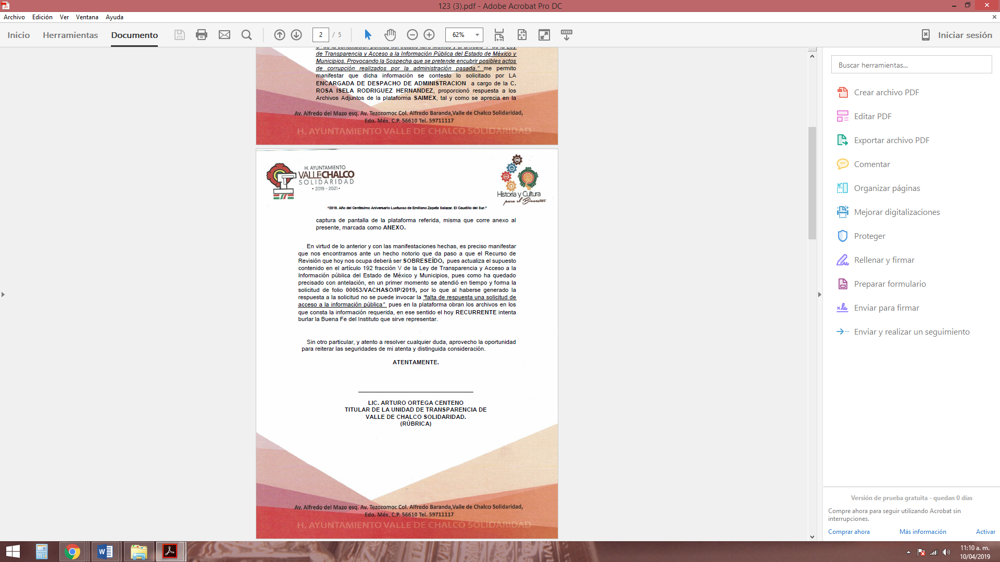 123 (3).pdf - Adobe Acrobat Pro DC
Archivo Edición Ver Ventana Ayuda
Inicio Herramientas Documento 2 / 5 62% Iniciar sesión
de Transparencia y Acceso a la Información Pública del Estado de México y
Municipios. Provocando la Sospecha que se pretende encubrir posibles actos
de corrupción realizados por la administración pasada." me permito
manifestar que dicha información se contesto lo solicitado por LA
ENCARGADA DE DESPACHO DE ADMINISTRACION a cargo de la C.
ROSA ISELA RODRIGUEZ HERNANDEZ, proporcionó respuesta a los
Archivos Adjuntos de la plataforma SAIMEX, tal y como se aprecia en la
Av. Alfredo del Mazo esq. Av. Tezozomoc Col. Alfredo Baranda,Valle de Chalco Solidaridad,
Edo. Méx. C.P. 56610 Tel. 59711117
H. AYUNTAMIENTO VALLE DE CHALCO SOLIDARIDAD
H. AYUNTAMIENTO
VALLE DE CHALCO
SOLIDARIDAD
• 2019 - 2021 •
Historia y Cultura
para el Bienestar
"2019. Año del Centésimo Aniversario Luctuoso de Emiliano Zapata Salazar. El Caudillo del Sur."
captura de pantalla de la plataforma referida, misma que corre anexo al
presente, marcada como ANEXO.
En virtud de lo anterior y con las manifestaciones hechas, es preciso manifestar
que nos encontramos ante un hecho notorio que da paso a que el Recurso de
Revisión que hoy nos ocupa deberá ser SOBRESEÍDO, pues actualiza el supuesto
contenido en el artículo 192 fracción V de la Ley de Transparencia y Acceso a la
Información pública del Estado de México y Municipios, pues como ha quedado
precisado con antelación, en un primer momento se atendió en tiempo y forma la
solicitud de folio 00053/VACHASO/IP/2019, por lo que al haberse generado la
respuesta a la solicitud no se puede invocar la "falta de respuesta una solicitud de
acceso a la información pública" pues en la plataforma obran los archivos en los
que consta la información requerida, en ese sentido el hoy RECURRENTE intenta
burlar la Buena Fe del Instituto que sirve representar.
Sin otro particular, y atento a resolver cualquier duda, aprovecho la oportunidad
para reiterar las seguridades de mi atenta y distinguida consideración.
ATENTAMENTE.
LIC. ARTURO ORTEGA CENTENO
TITULAR DE LA UNIDAD DE TRANSPARENCIA DE
VALLE DE CHALCO SOLIDARIDAD.
(RÚBRICA)
Av. Alfredo del Mazo esq. Av. Tezozomoc Col. Alfredo Baranda,Valle de Chalco Solidaridad,
Edo. Méx. C.P. 56610 Tel. 59711117
H. AYUNTAMIENTO VALLE DE CHALCO SOLIDARIDAD
Buscar herramientas...
Crear archivo PDF
Editar PDF
Exportar archivo PDF
Comentar
Organizar páginas
Mejorar digitalizaciones
Proteger
Rellenar y firmar
Preparar formulario
Enviar para firmar
Enviar y realizar un seguimiento
Versión de prueba gratuita - quedan 0 días
Compre ahora para seguir utilizando Acrobat sin
interrupciones.
Comprar ahora Más información Activar
11:10 a. m.
10/04/2019